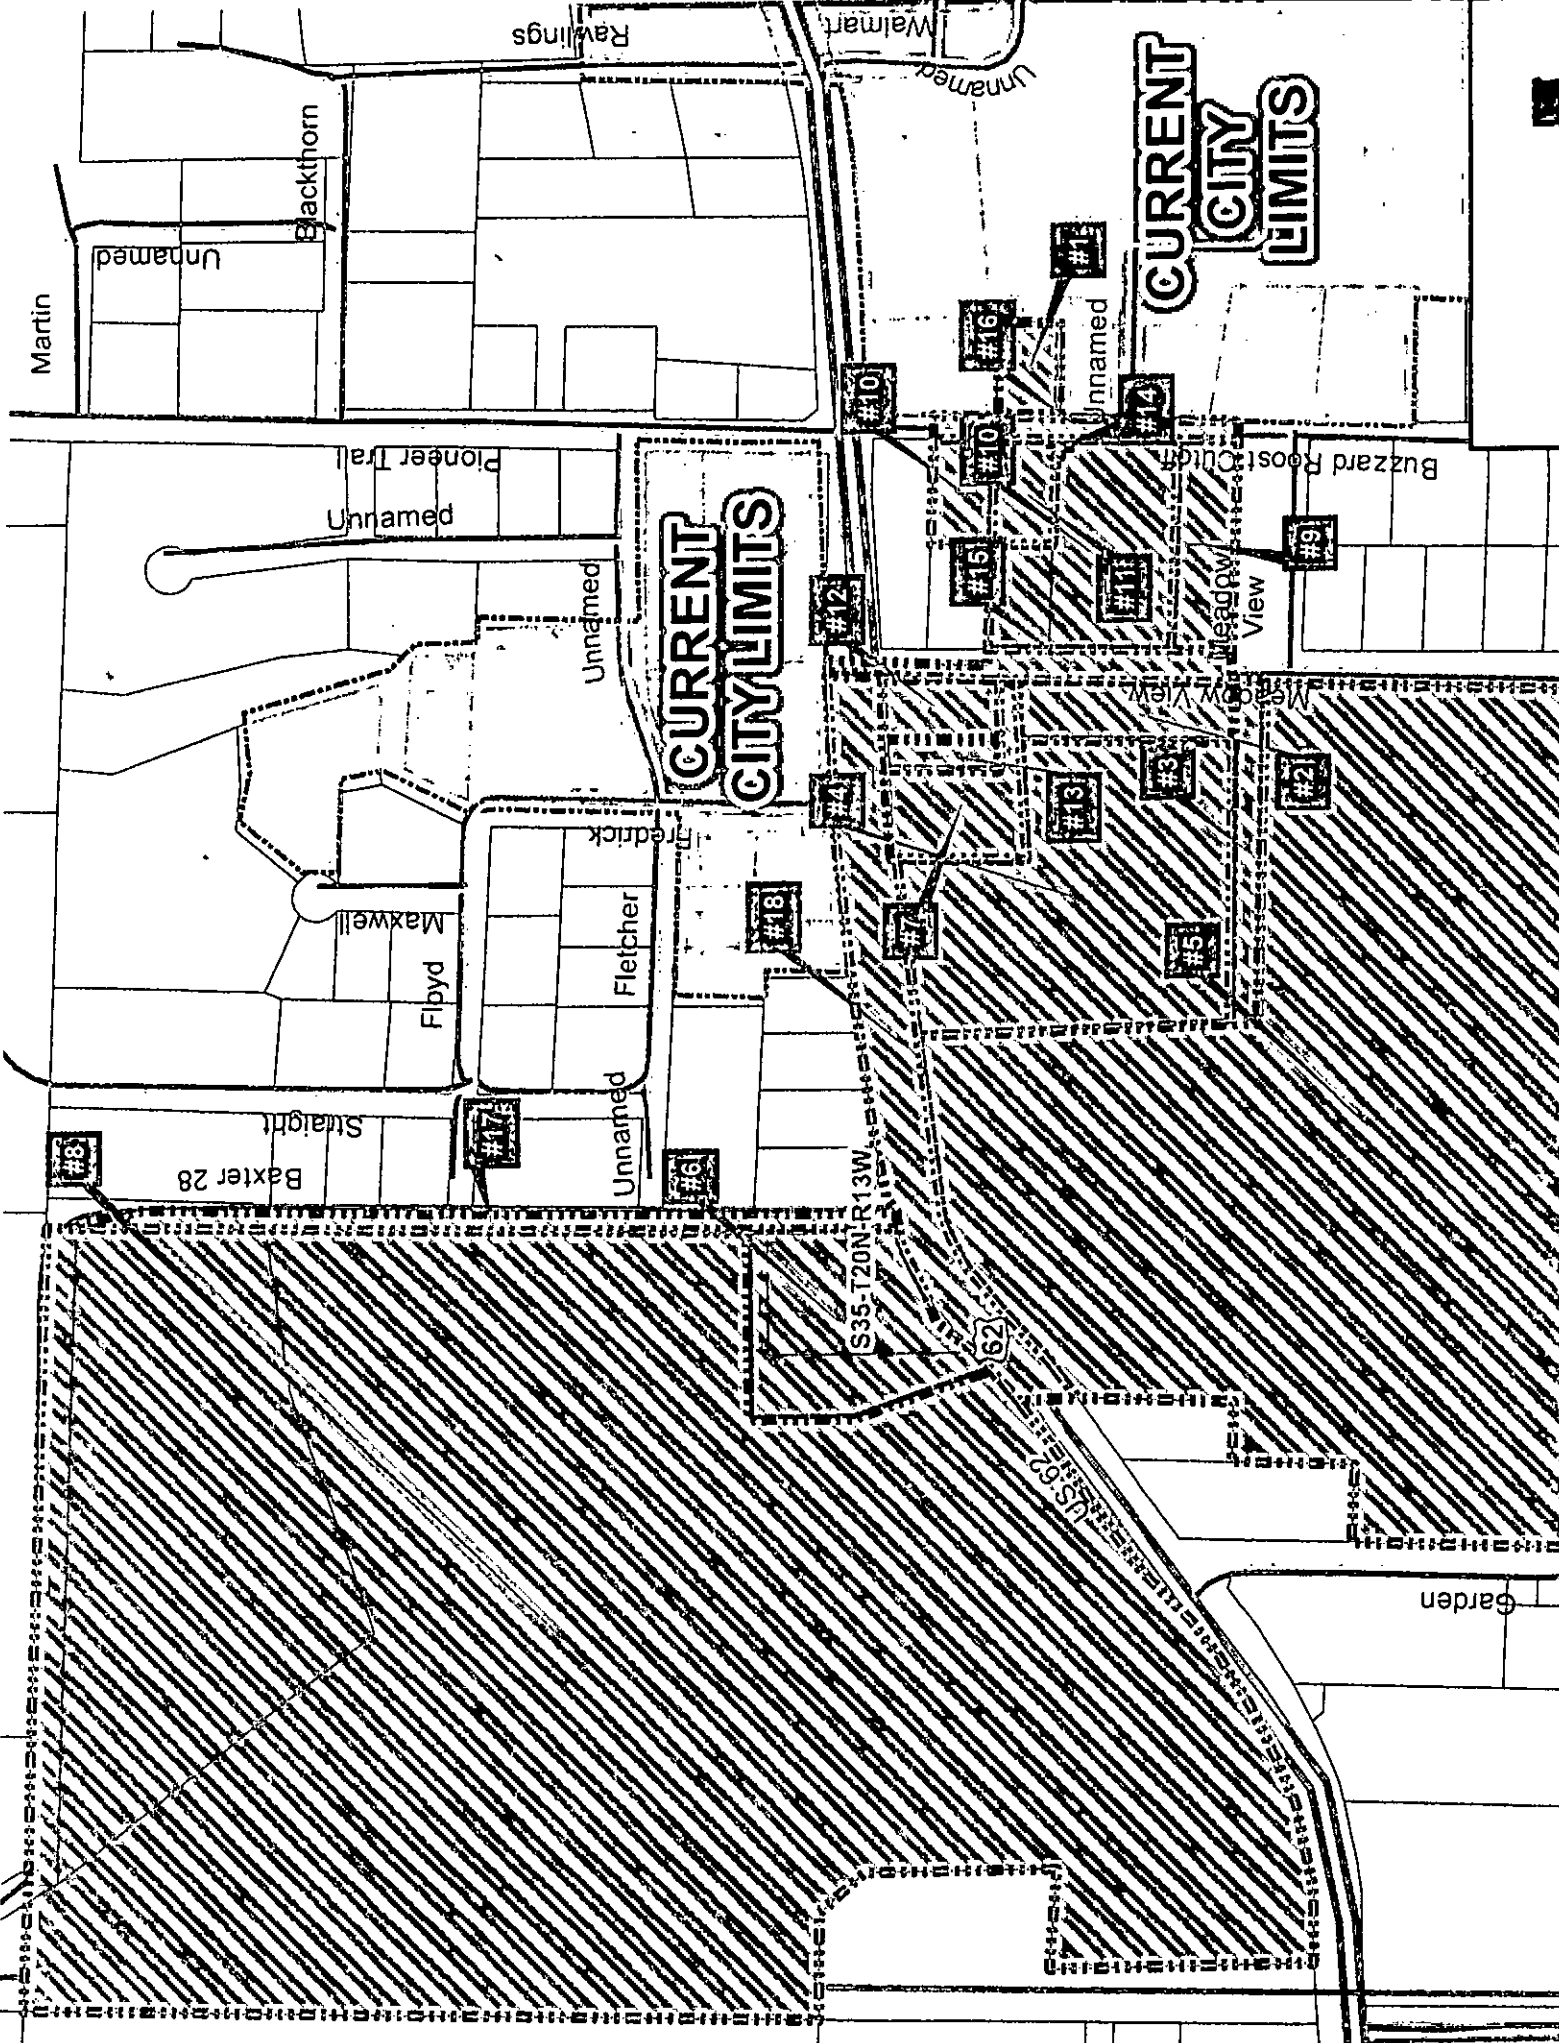 Rawlings
Walmart
Unnamed
CURRENT
CITY
LIMITS
Blackthorn
Unnamed
Martin
#1
#16
Unnamed
#10
#14
#10
Pioneer Trail
Buzzard Roost Cutoff
Unnamed
CURRENT
CITY LIMITS
Unnamed
#12
#15
#11
#9
Meadow
View
Meadow View
#4
#13
#3
#2
Fredrick
Maxwell
Fletcher
Floyd
#18
#7
#5
Straight
Baxter 28
#8
#17
Unnamed
#6
S35-T20N-R13W
62
US 62
Garden